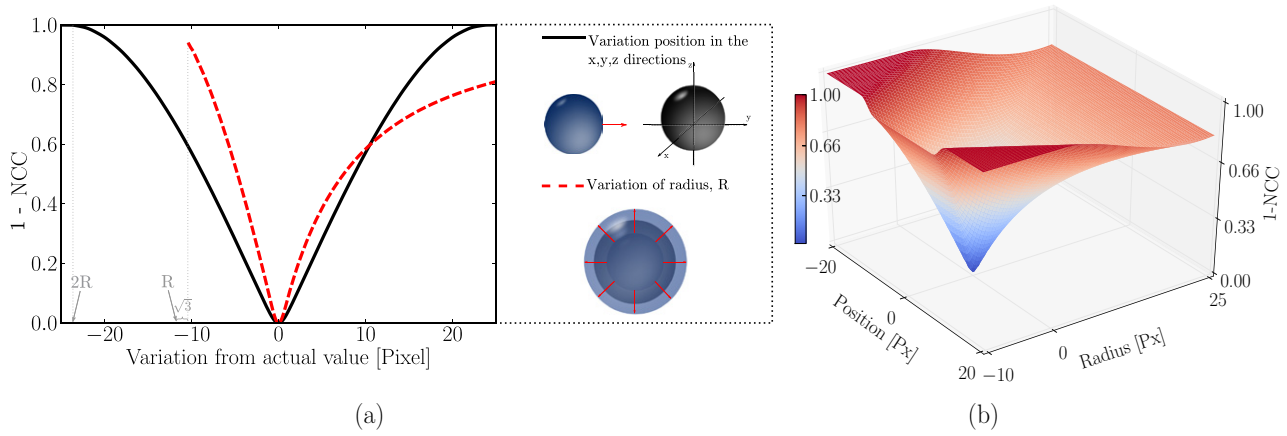 1.0
0.8
0.6
0.4
0.2
0.0
1 - NCC
2R
R
√3
−20
−10
0
10
20
Variation from actual value [Pixel]
Variation position in the
x,y,z directions
z
y
x
Variation of radius, R
(a)
1.00
0.66
0.33
1.00
0.66
0.33
0.00
1-NCC
−20
0
20
Position [Px]
−10
0
25
Radius [Px]
(b)